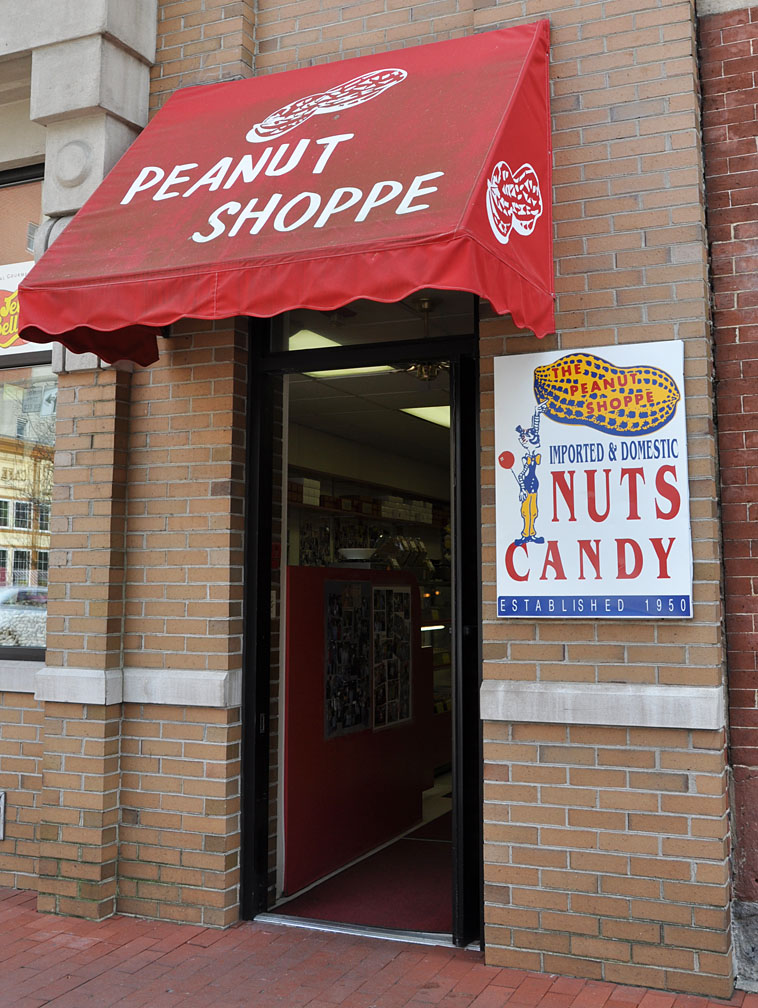 PEANUT
SHOPPE
THE
PEANUT
SHOPPE
IMPORTED & DOMESTIC
NUTS
CANDY
ESTABLISHED 1950